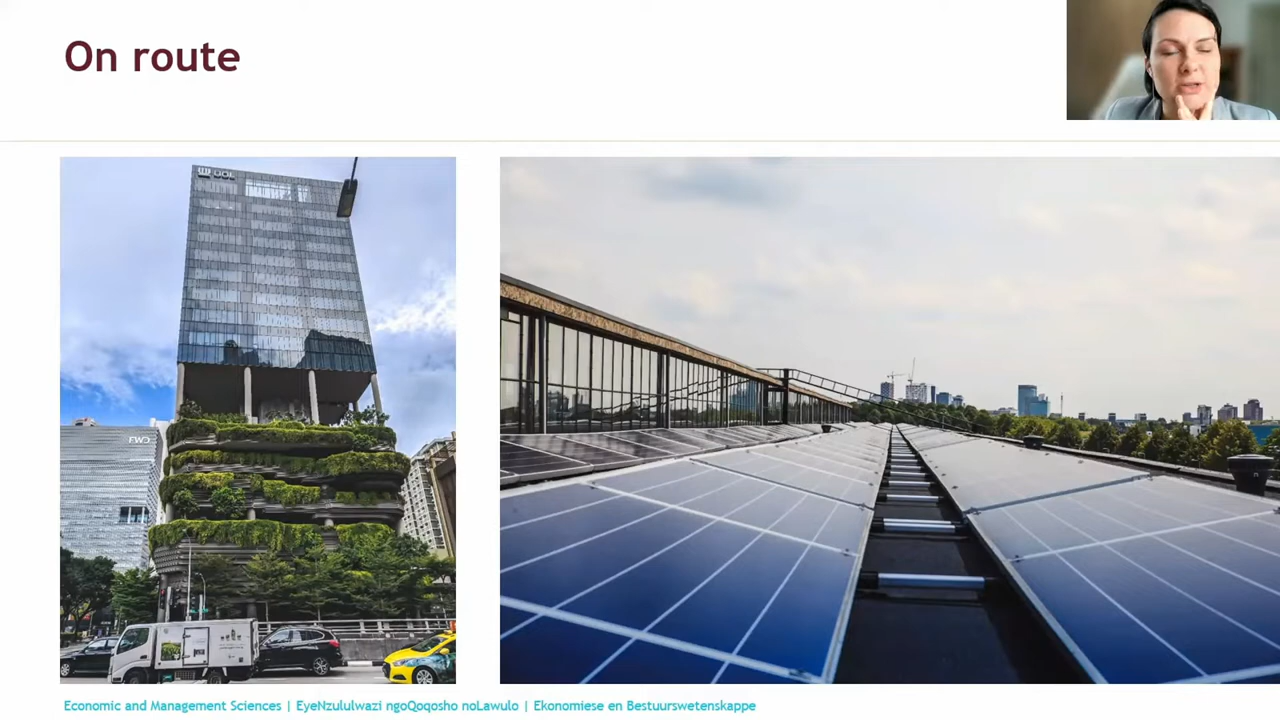 On route
UOL
FWD
Economic and Management Sciences | EyeNzululwazi ngoQoqosho noLawulo | Ekonomiese en Bestuurswetenskappe